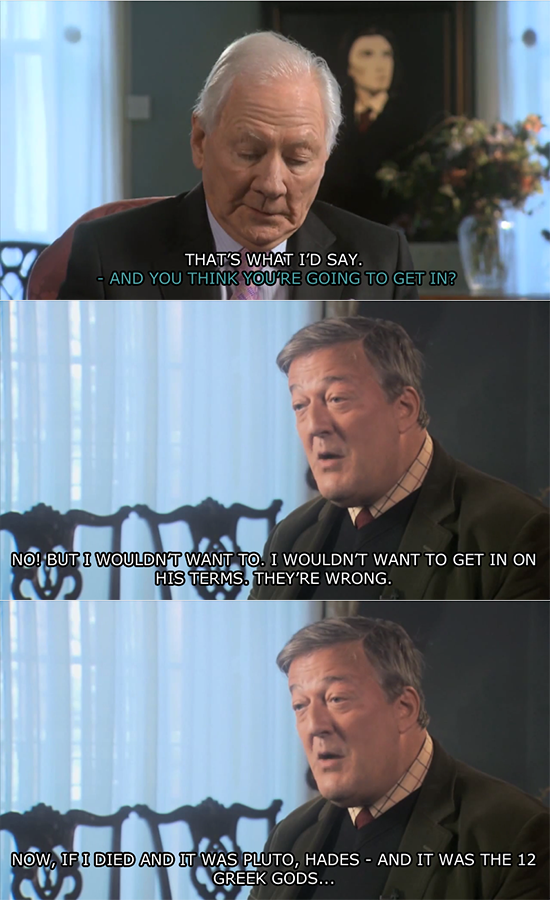 THAT'S WHAT I'D SAY.
- AND YOU THINK YOU'RE GOING TO GET IN?
NO! BUT I WOULDN'T WANT TO. I WOULDN'T WANT TO GET IN ON
HIS TERMS. THEY'RE WRONG.
NOW, IF I DIED AND IT WAS PLUTO, HADES - AND IT WAS THE 12
GREEK GODS...